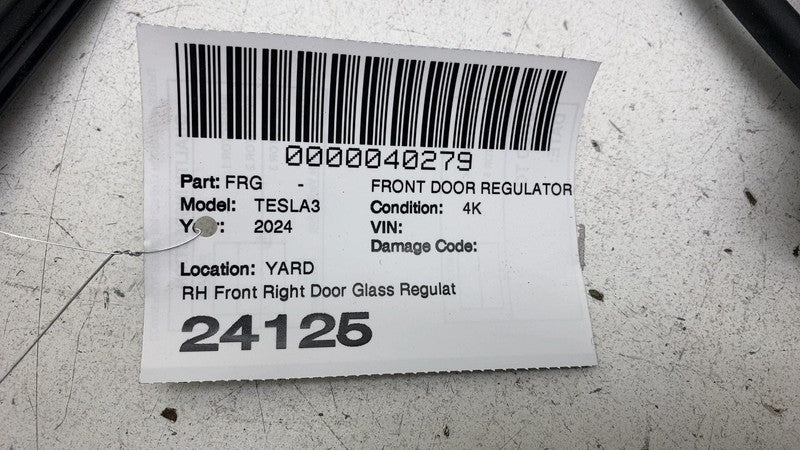 0000040279
Part: FRG - FRONT DOOR REGULATOR
Model: TESLA3 Condition: 4K
2024 VIN:
Damage Code:
Location: YARD
RH Front Right Door Glass Regulat
24125